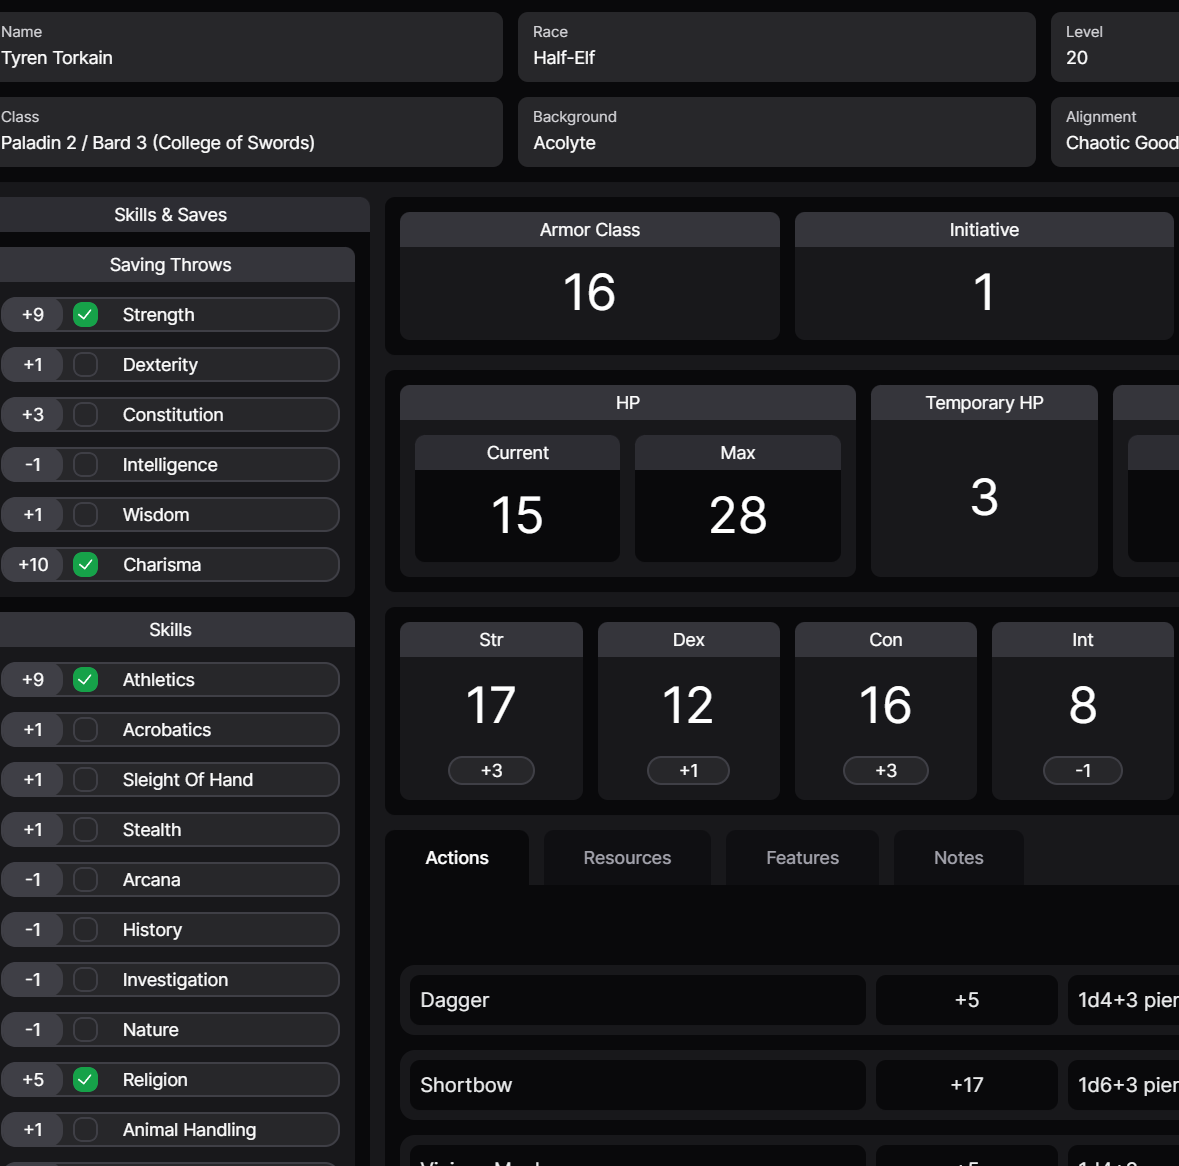 Name
Tyren Torkain
Race
Half-Elf
Level
20
Class
Paladin 2 / Bard 3 (College of Swords)
Background
Acolyte
Alignment
Chaotic Good
Skills & Saves
Saving Throws
+9 Strength
+1 Dexterity
+3 Constitution
-1 Intelligence
+1 Wisdom
+10 Charisma
Skills
+9 Athletics
+1 Acrobatics
+1 Sleight Of Hand
+1 Stealth
-1 Arcana
-1 History
-1 Investigation
-1 Nature
+5 Religion
+1 Animal Handling
Armor Class
16
Initiative
1
HP
Current
15
Max
28
Temporary HP
3
Str
17
+3
Dex
12
+1
Con
16
+3
Int
8
-1
Actions Resources Features Notes
Dagger +5 1d4+3 pier
Shortbow +17 1d6+3 pier